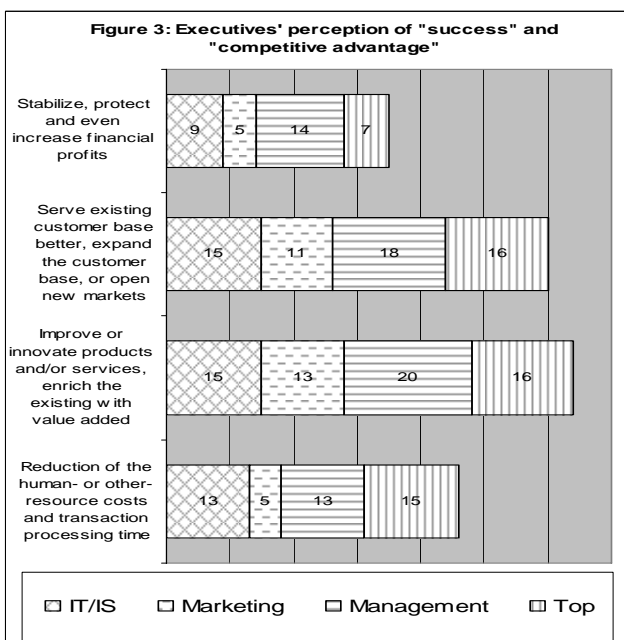 Figure 3: Executives' perception of "success" and
"competitive advantage"
Stabilize, protect
and even
increase financial
profits
9 5 14 7
Serve existing
customer base
better, expand
the customer
base, or open
new markets
15 11 18 16
Improve or
innovate products
and/or services,
enrich the
existing with
value added
15 13 20 16
Reduction of the
human- or other-
resource costs
and transaction
processing time
13 5 13 15
IT/IS Marketing Management Top